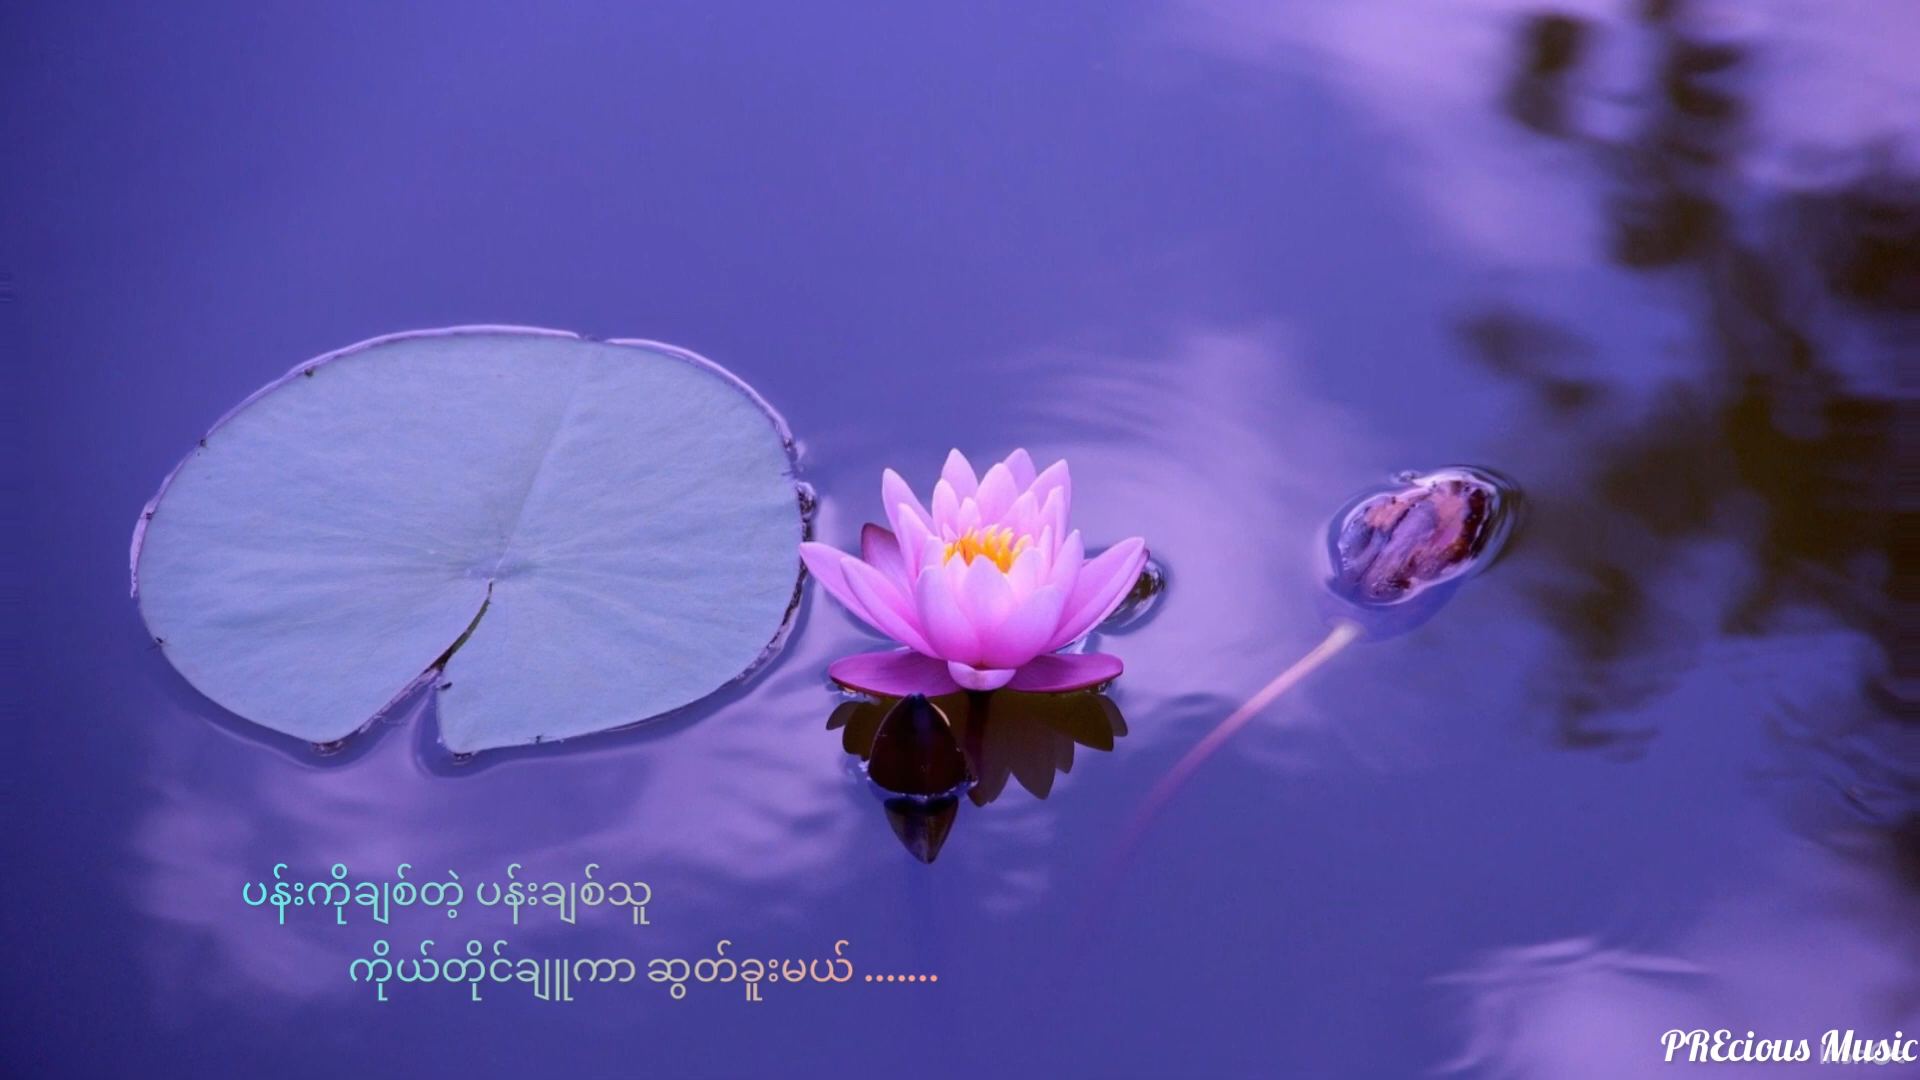 ပန်းကိုချစ်တဲ့ ပန်းချစ်သူ
ကိုယ်တိုင်ချူကာ ဆွတ်ခူးမယ် .......
PREcious Music